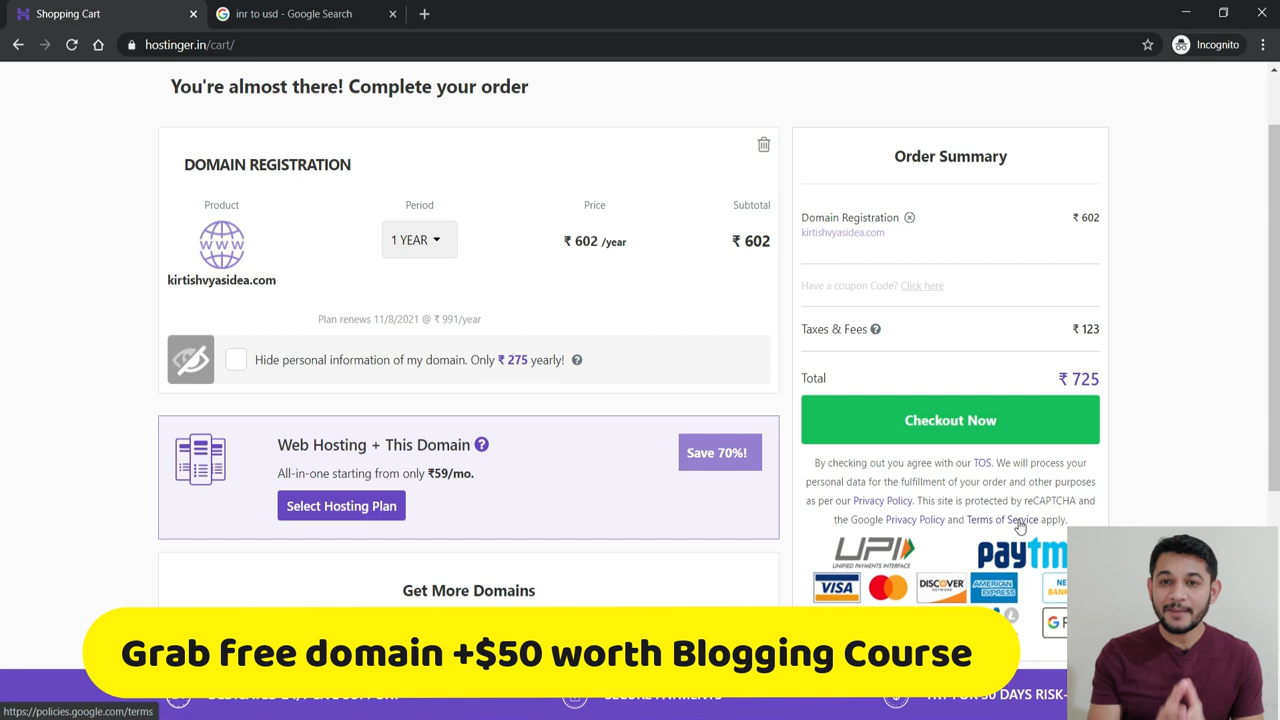 Shopping Cart
inr to usd - Google Search
hostinger.in/cart/
Incognito
You're almost there! Complete your order
DOMAIN REGISTRATION
Product Period Price Subtotal
WWW
1 YEAR
₹ 602 /year
₹ 602
kirtishvyasidea.com
Plan renews 11/8/2021 @ ₹ 991/year
Hide personal information of my domain. Only ₹ 275 yearly!
Web Hosting + This Domain
All-in-one starting from only ₹59/mo.
Save 70%!
Select Hosting Plan
Get More Domains
Order Summary
Domain Registration ₹ 602
kirtishvyasidea.com
Have a coupon Code? Click here
Taxes & Fees ₹ 123
Total ₹ 725
Checkout Now
By checking out you agree with our TOS. We will process your
personal data for the fulfillment of your order and other purposes
as per our Privacy Policy. This site is protected by reCAPTCHA and
the Google Privacy Policy and Terms of Service apply.
UPI
UNIFIED PAYMENTS INTERFACE
VISA
DISCOVER
AMERICAN EXPRESS
Grab free domain +$50 worth Blogging Course
https://policies.google.com/terms